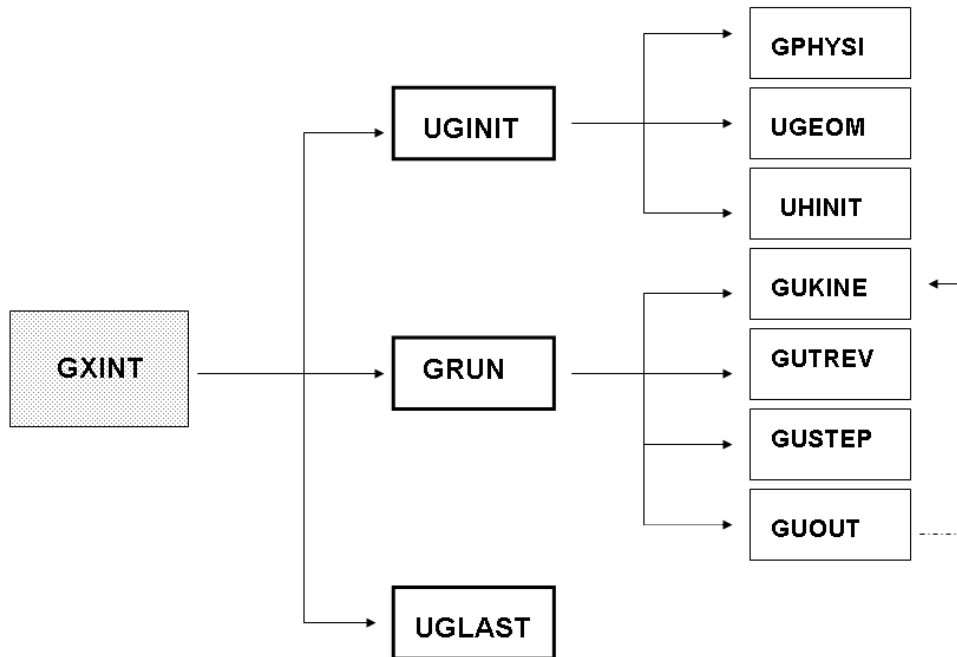 GXINT
UGINIT
GRUN
UGLAST
GPHYSI
UGEOM
UHINIT
GUKINE
GUTREV
GUSTEP
GUOUT